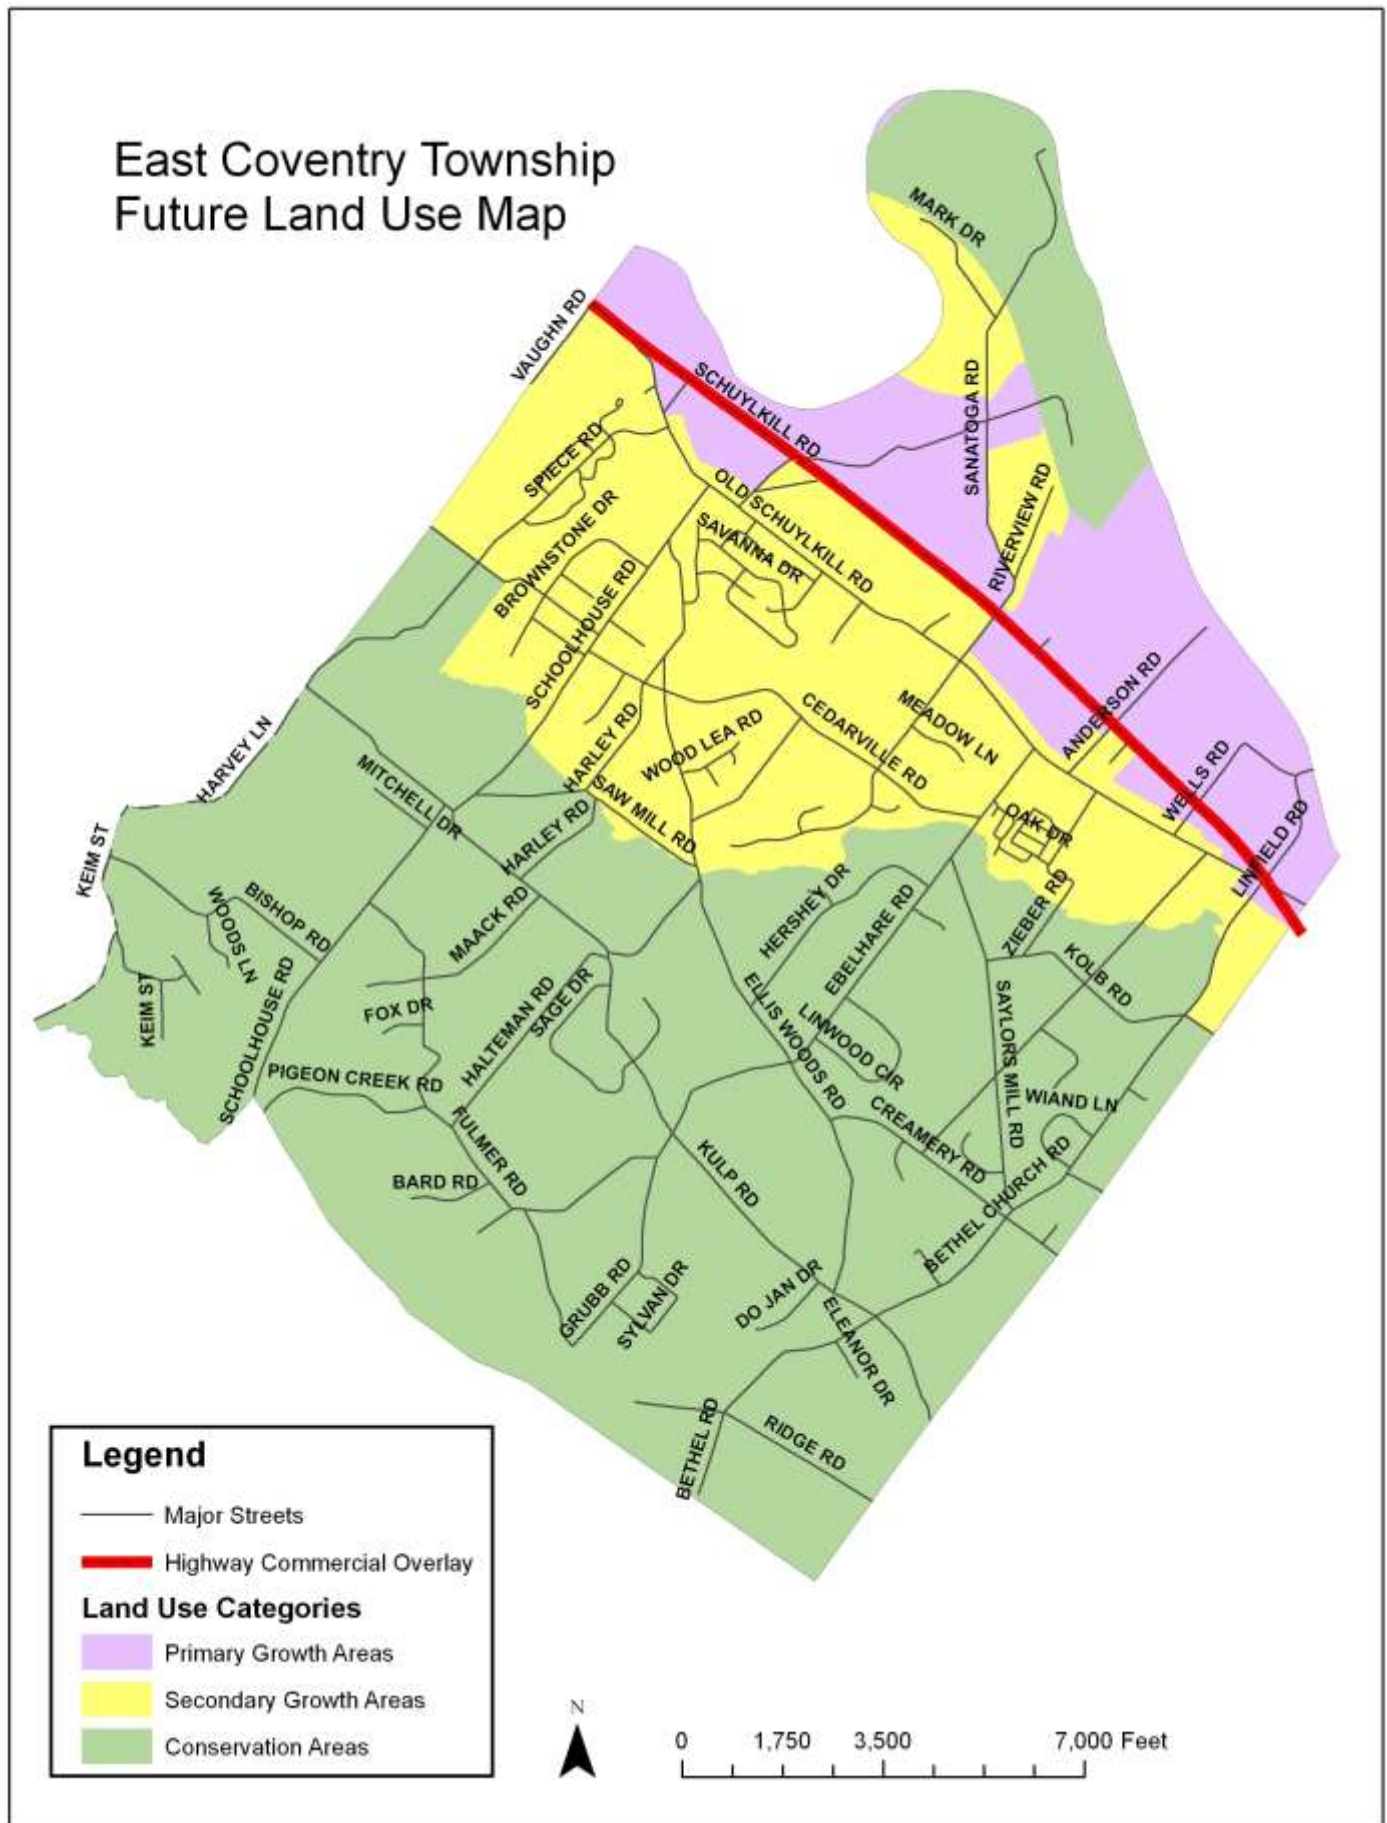 East Coventry Township
Future Land Use Map
MARK DR
VAUGHN RD
SCHUYLKILL RD
SANATOGA RD
SPIECE RD
OLD SCHUYLKILL RD
RIVERVIEW RD
BROWNSTONE DR
SAVANNA DR
SCHOOLHOUSE RD
ANDERSON RD
MEADOW LN
CEDARVILLE RD
HARLEY RD
WOOD LEA RD
WELLS RD
HARVEY LN
MITCHELL DR
SAW MILL RD
OAK DR
LINFIELD RD
KEIM ST
HARLEY RD
BISHOP RD
WOODS LN
MAACK RD
HERSHEY DR
EBELHARE RD
ZIEBER RD
KOLB RD
KEIM ST
SCHOOLHOUSE RD
FOX DR
HALTEMAN RD
SAGE DR
ELLIS WOODS RD
LINWOOD CIR
SAYLORS MILL RD
PIGEON CREEK RD
FULMER RD
CREAMERY RD
WIAND LN
BARD RD
KULP RD
BETHEL CHURCH RD
GRUBB RD
SYLVAN DR
DO JAN DR
ELEANOR DR
BETHEL RD
RIDGE RD
Legend
Major Streets
Highway Commercial Overlay
Land Use Categories
Primary Growth Areas
Secondary Growth Areas
Conservation Areas
N
0 1,750 3,500 7,000 Feet